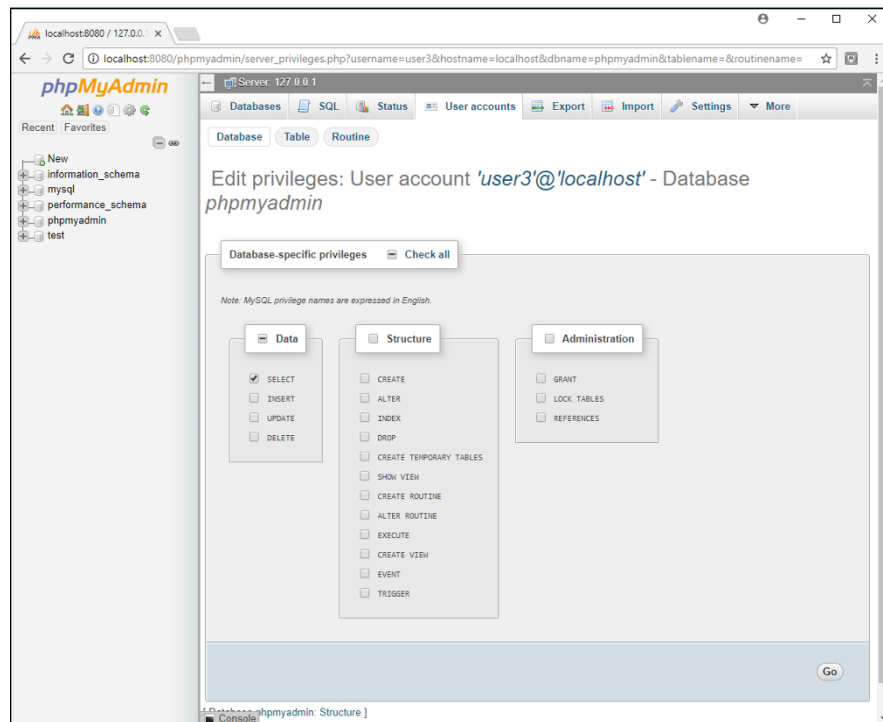 localhost:8080 / 127.0.0.1
localhost:8080/phpmyadmin/server_privileges.php?username=user3&hostname=localhost&dbname=phpmyadmin&tablename=&routinename=
phpMyAdmin
Recent Favorites
New
information_schema
mysql
performance_schema
phpmyadmin
test
Server: 127.0.0.1
Databases SQL Status User accounts Export Import Settings More
Database Table Routine
Edit privileges: User account 'user3'@'localhost' - Database
phpmyadmin
Database-specific privileges Check all
Note: MySQL privilege names are expressed in English.
Data
SELECT
INSERT
UPDATE
DELETE
Structure
CREATE
ALTER
INDEX
DROP
CREATE TEMPORARY TABLES
SHOW VIEW
CREATE ROUTINE
ALTER ROUTINE
EXECUTE
CREATE VIEW
EVENT
TRIGGER
Administration
GRANT
LOCK TABLES
REFERENCES
Go
[ Database phpmyadmin: Structure ]
Console